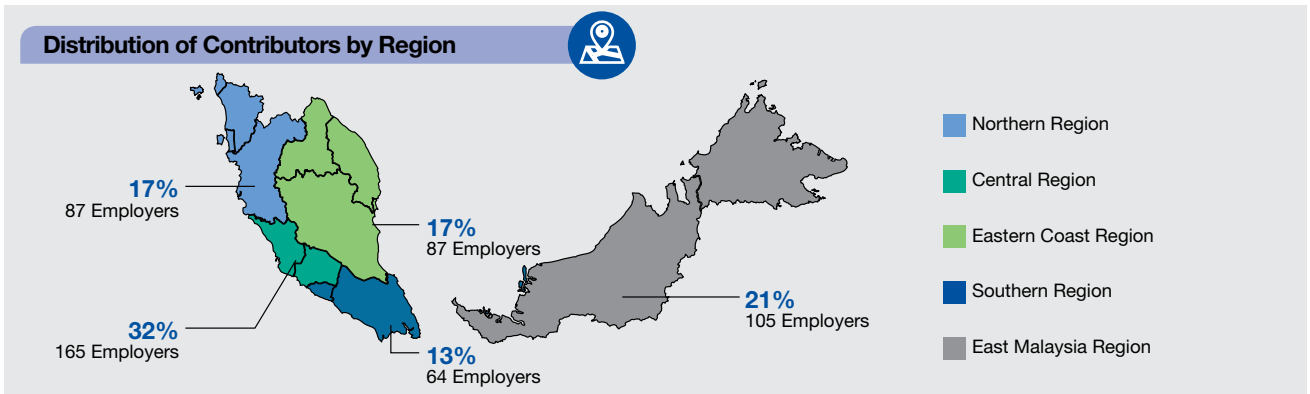 Distribution of Contributors by Region
17%
87 Employers
32%
165 Employers
17%
87 Employers
13%
64 Employers
21%
105 Employers
Northern Region
Central Region
Eastern Coast Region
Southern Region
East Malaysia Region